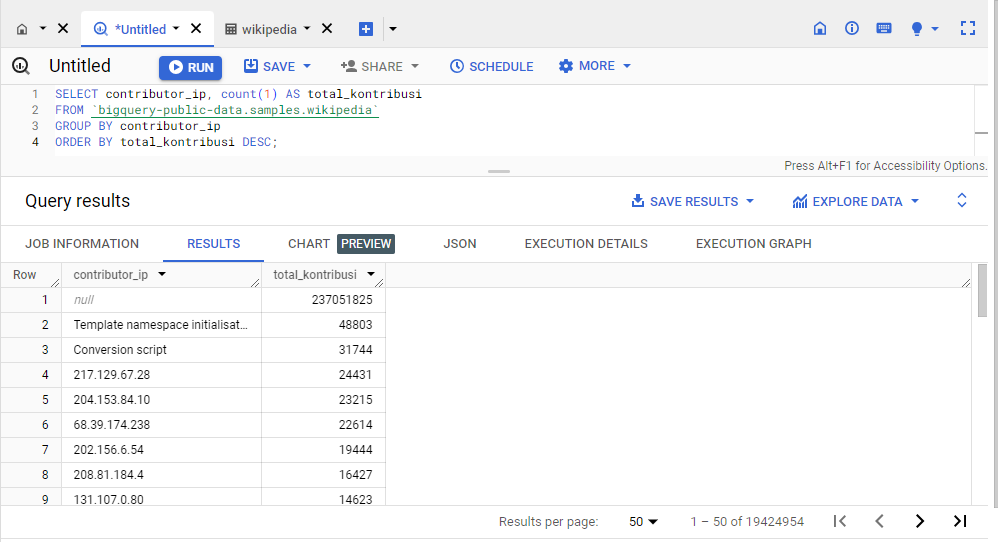 *Untitled
wikipedia
Untitled
RUN
SAVE
SHARE
SCHEDULE
MORE
1 SELECT contributor_ip, count(1) AS total_kontribusi
2 FROM `bigquery-public-data.samples.wikipedia`
3 GROUP BY contributor_ip
4 ORDER BY total_kontribusi DESC;
Press Alt+F1 for Accessibility Options.
Query results
SAVE RESULTS
EXPLORE DATA
JOB INFORMATION RESULTS CHART PREVIEW JSON EXECUTION DETAILS EXECUTION GRAPH
Row contributor_ip total_kontribusi
1 null 237051825
2 Template namespace initialisat... 48803
3 Conversion script 31744
4 217.129.67.28 24431
5 204.153.84.10 23215
6 68.39.174.238 22614
7 202.156.6.54 19444
8 208.81.184.4 16427
9 131.107.0.80 14623
Results per page: 50 1 – 50 of 19424954